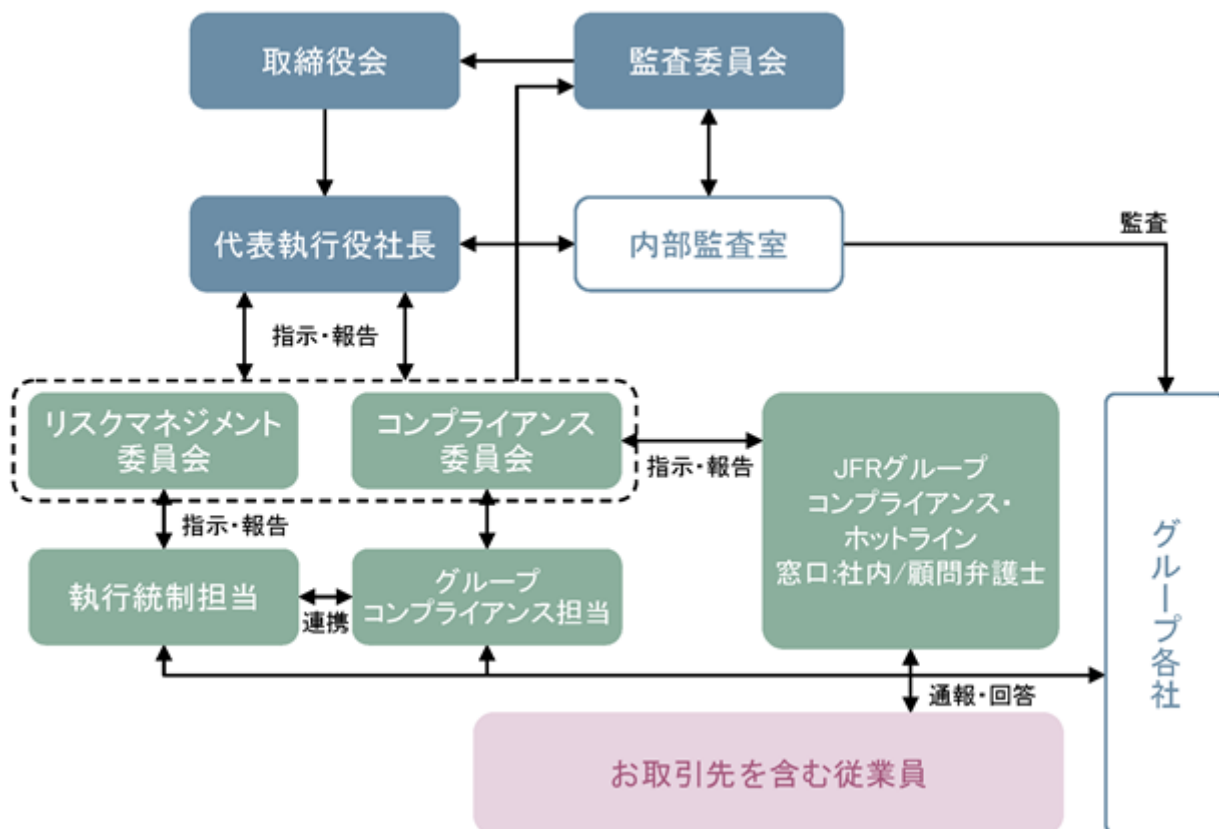 取締役会
監査委員会
代表執行役社長
内部監査室
監査
指示・報告
リスクマネジメント
委員会
コンプライアンス
委員会
指示・報告
JFRグループ
コンプライアンス・
ホットライン
窓口:社内/顧問弁護士
グループ各社
指示・報告
執行統制担当
連携
グループ
コンプライアンス担当
通報・回答
お取引先を含む従業員